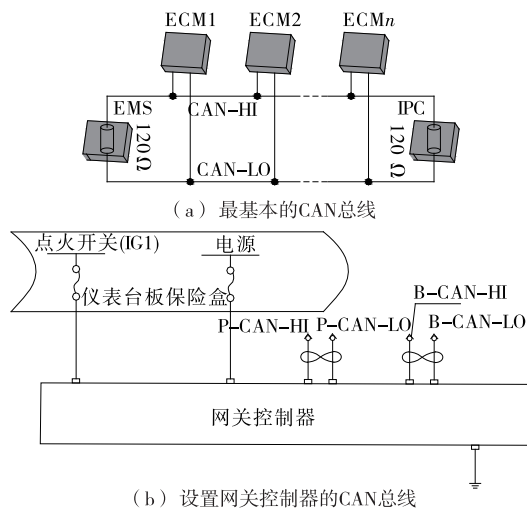 ECM1 ECM2 ECMn
EMS CAN-HI IPC
120 Ω 120 Ω
CAN-LO
(a) 最基本的CAN总线
点火开关(IG1) 电源
仪表台板保险盒
B-CAN-HI
P-CAN-HI P-CAN-LO B-CAN-LO
网关控制器
(b) 设置网关控制器的CAN总线